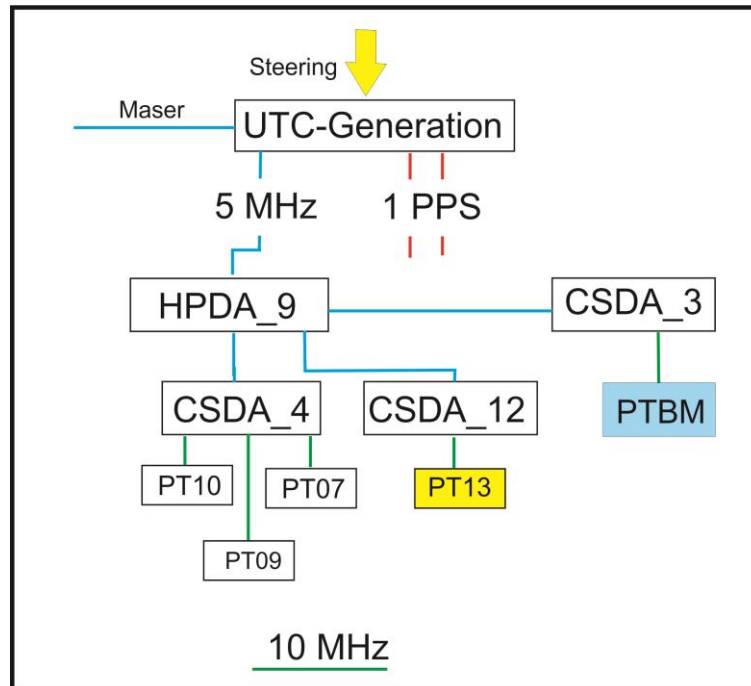 Steering
Maser
UTC-Generation
5 MHz
1 PPS
HPDA_9
CSDA_3
CSDA_4
CSDA_12
PTBM
PT10
PT07
PT13
PT09
10 MHz